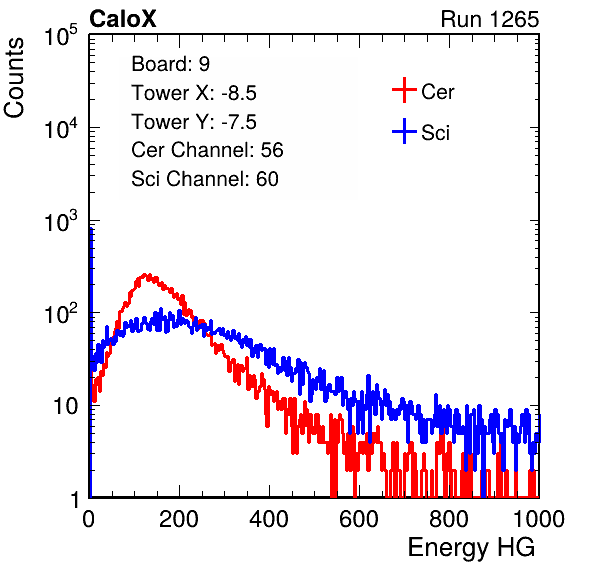 CaloX Run 1265
Counts
Board: 9
Tower X: -8.5
Tower Y: -7.5
Cer Channel: 56
Sci Channel: 60
Cer
Sci
10^5
10^4
10^3
10^2
10
1
0 200 400 600 800 1000
Energy HG